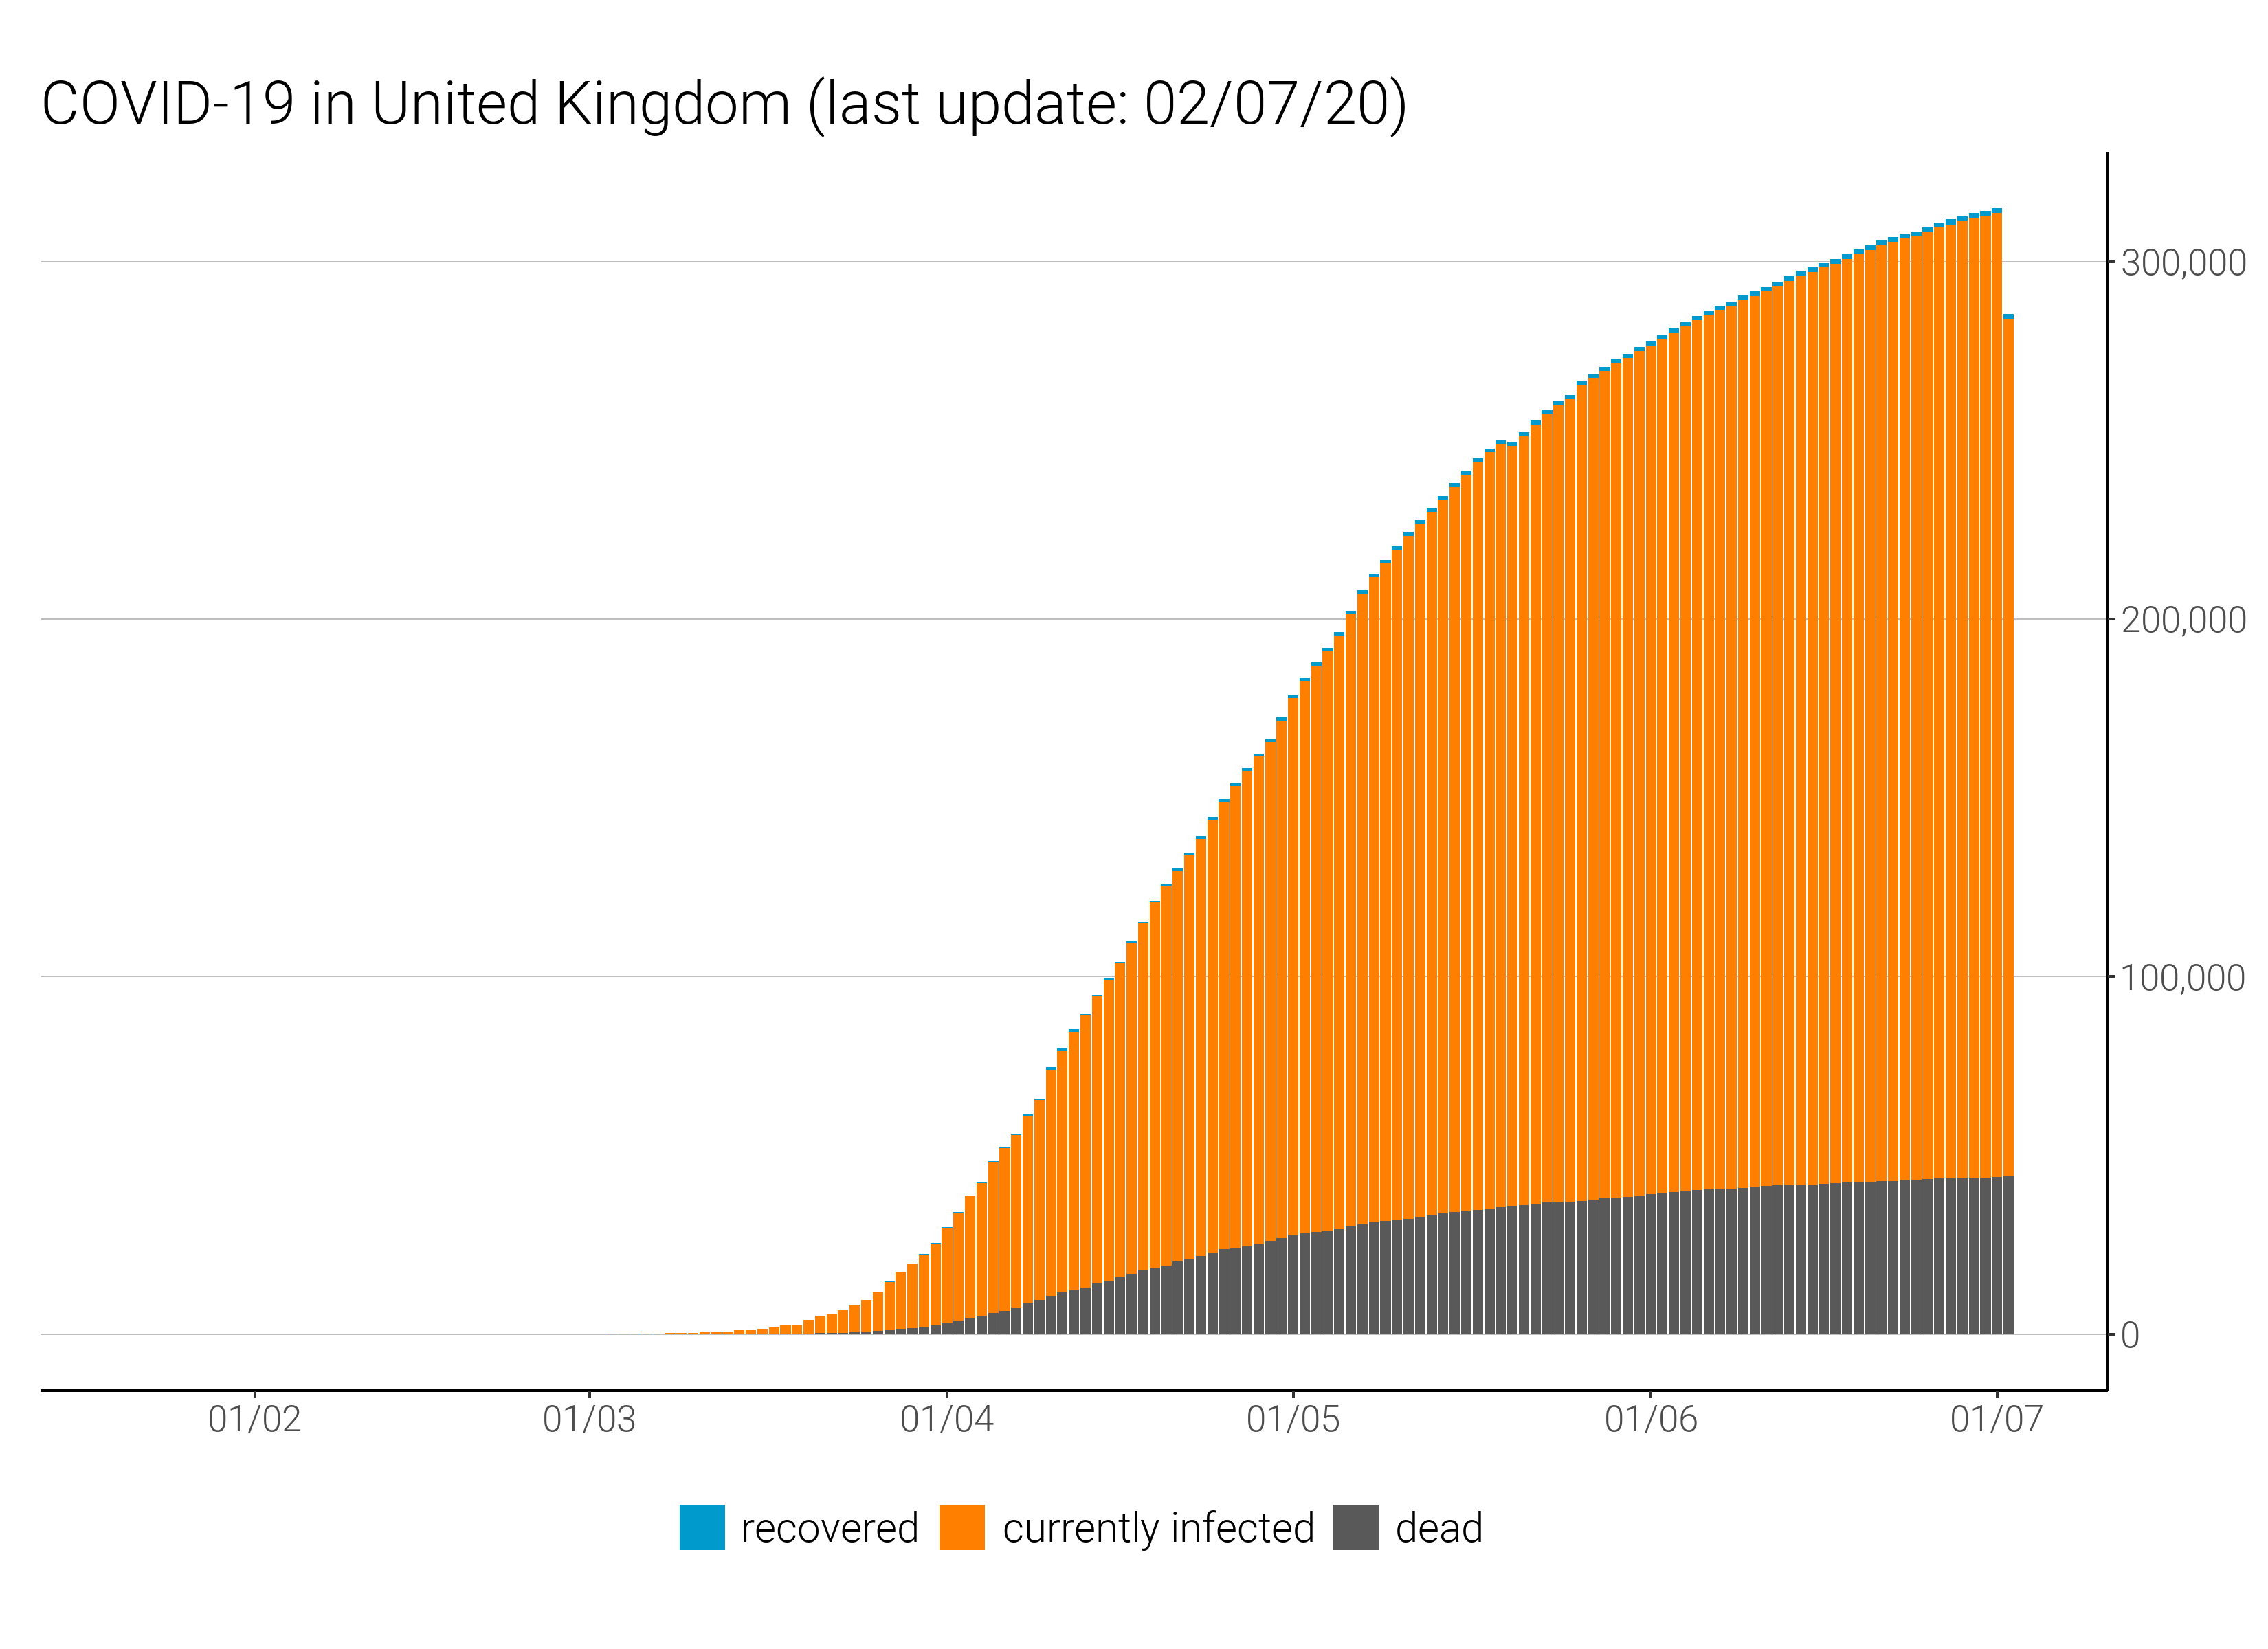 COVID-19 in United Kingdom (last update: 02/07/20)
300,000
200,000
100,000
0
01/02 01/03 01/04 01/05 01/06 01/07
recovered currently infected dead